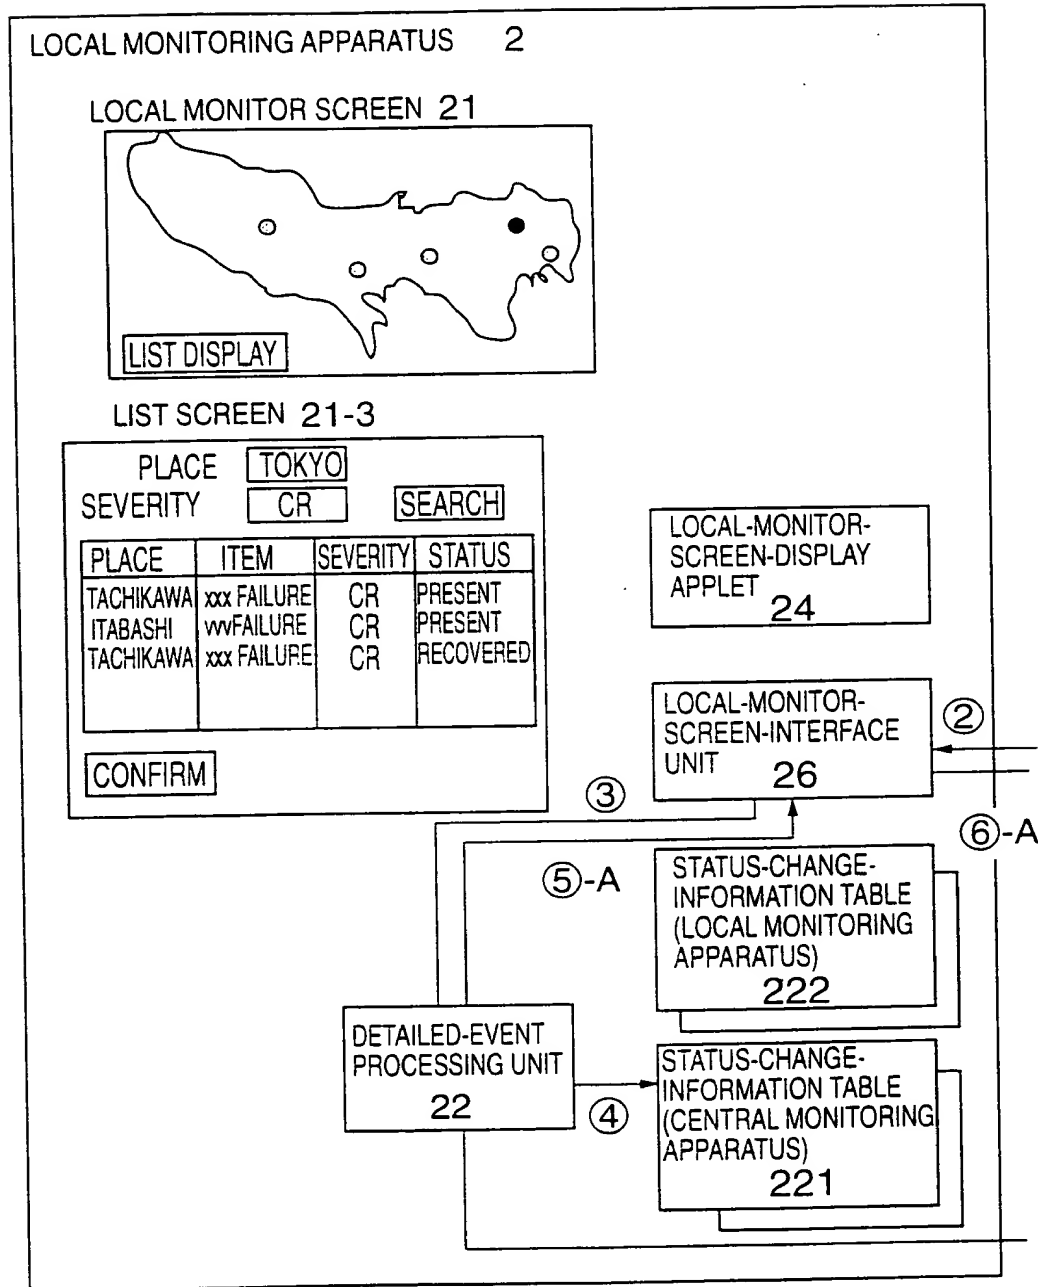 LOCAL MONITORING APPARATUS 2
LOCAL MONITOR SCREEN 21
LIST DISPLAY
LIST SCREEN 21-3
PLACE TOKYO
SEVERITY CR SEARCH
PLACE ITEM SEVERITY STATUS
TACHIKAWA xxx FAILURE CR PRESENT
ITABASHI vvvFAILURE CR PRESENT
TACHIKAWA xxx FAILURE CR RECOVERED
CONFIRM
LOCAL-MONITOR-
SCREEN-DISPLAY
APPLET
24
LOCAL-MONITOR-
SCREEN-INTERFACE
UNIT
26
②
③
⑥-A
⑤-A
STATUS-CHANGE-
INFORMATION TABLE
(LOCAL MONITORING
APPARATUS)
222
DETAILED-EVENT
PROCESSING UNIT
22
④
STATUS-CHANGE-
INFORMATION TABLE
(CENTRAL MONITORING
APPARATUS)
221